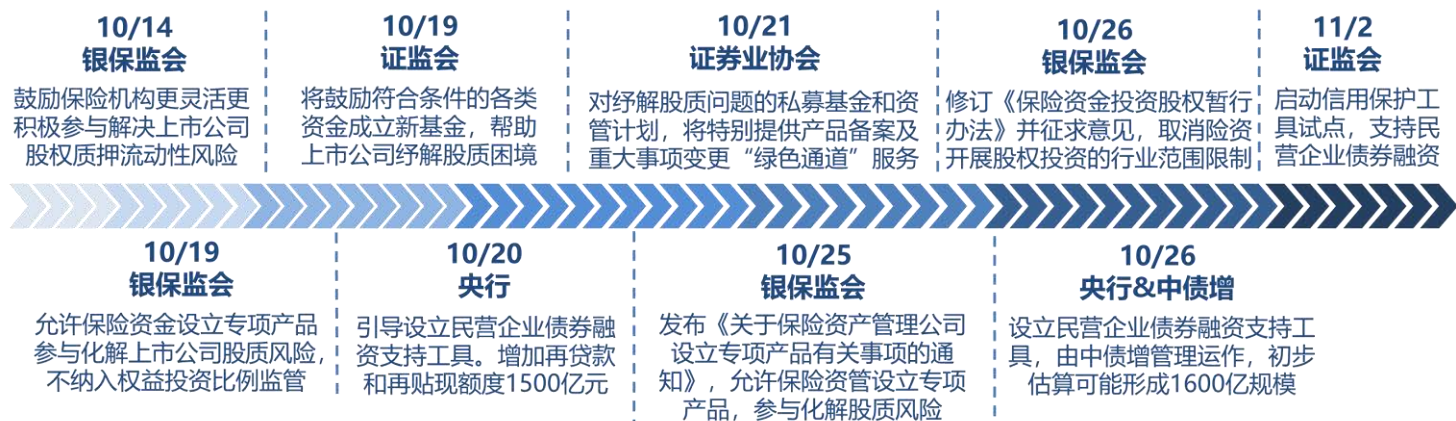 10/14
银保监会
鼓励保险机构更灵活更
积极参与解决上市公司
股权质押流动性风险
10/19
证监会
将鼓励符合条件的各类
资金成立新基金，帮助
上市公司纾解股质困境
10/21
证券业协会
对纾解股质问题的私募基金和资
管计划，将特别提供产品备案及
重大事项变更“绿色通道”服务
10/26
银保监会
修订《保险资金投资股权暂行
办法》并征求意见，取消险资
开展股权投资的行业范围限制
11/2
证监会
启动信用保护工
具试点，支持民
营企业债券融资
10/19
银保监会
允许保险资金设立专项产品
参与化解上市公司股质风险，
不纳入权益投资比例监管
10/20
央行
引导设立民营企业债券融
资支持工具。增加再贷款
和再贴现额度1500亿元
10/25
银保监会
发布《关于保险资产管理公司
设立专项产品有关事项的通
知》，允许保险资管设立专项
产品，参与化解股质风险
10/26
央行&中债增
设立民营企业债券融资支持工
具，由中债增管理运作，初步
估算可能形成1600亿规模